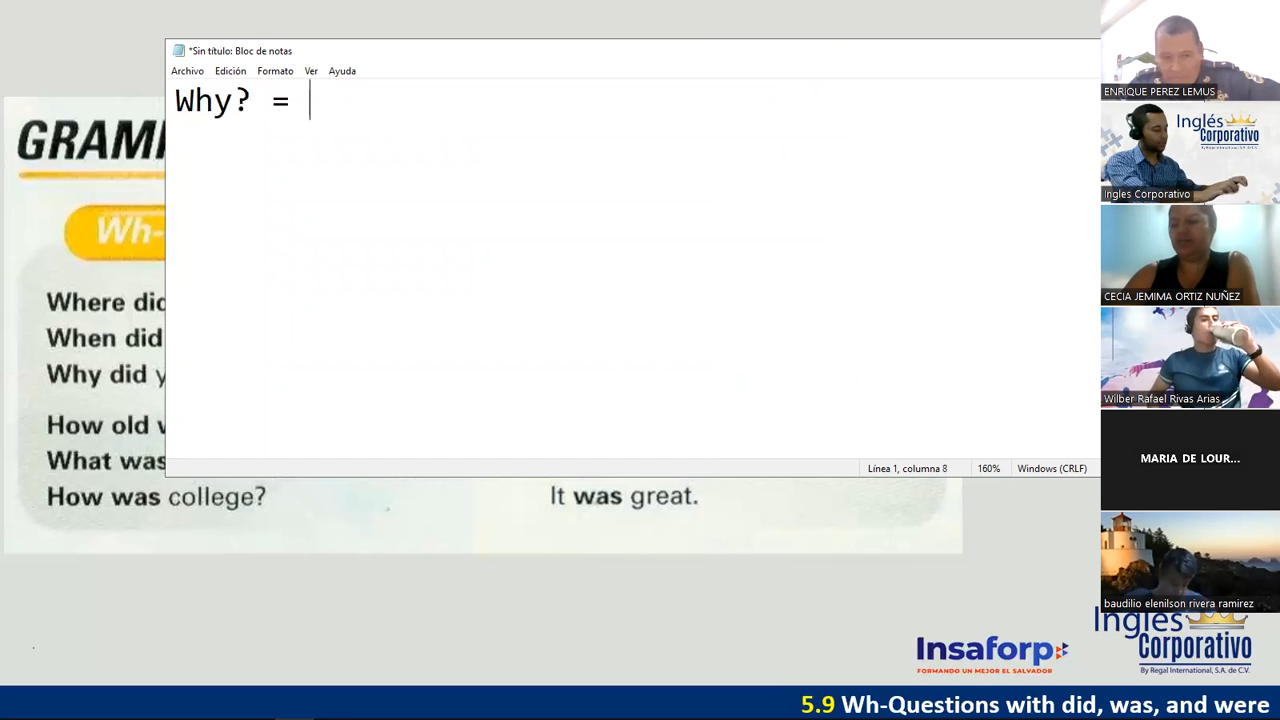 *Sin título: Bloc de notas
Archivo Edición Formato Ver Ayuda
Why? =
GRAM
Wh-
Where did
When did
Why did y
How old w
What was
How was college?
It was great.
Línea 1, columna 8 160% Windows (CRLF)
ENRIQUE PEREZ LEMUS
Inglés
Corporativo
By Regal International, S.A. de C.V.
Ingles Corporativo
CECIA JEMIMA ORTIZ NUÑEZ
Wilber Rafael Rivas Arias
MARIA DE LOUR...
baudilio elenilson rivera ramirez
Insaforp
FORMANDO UN MEJOR EL SALVADOR
Inglés
Corporativo
By Regal International, S.A. de C.V.
5.9 Wh-Questions with did, was, and were